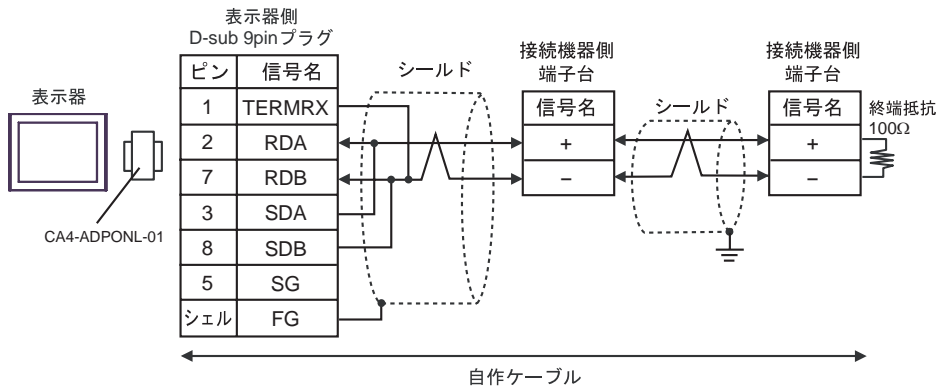 表示器
CA4-ADPONL-01
表示器側
D-sub 9pinプラグ
ピン 信号名
1 TERMRX
2 RDA
7 RDB
3 SDA
8 SDB
5 SG
シェル FG
シールド
接続機器側
端子台
信号名
+
−
シールド
接続機器側
端子台
信号名
+
−
終端抵抗
100Ω
自作ケーブル